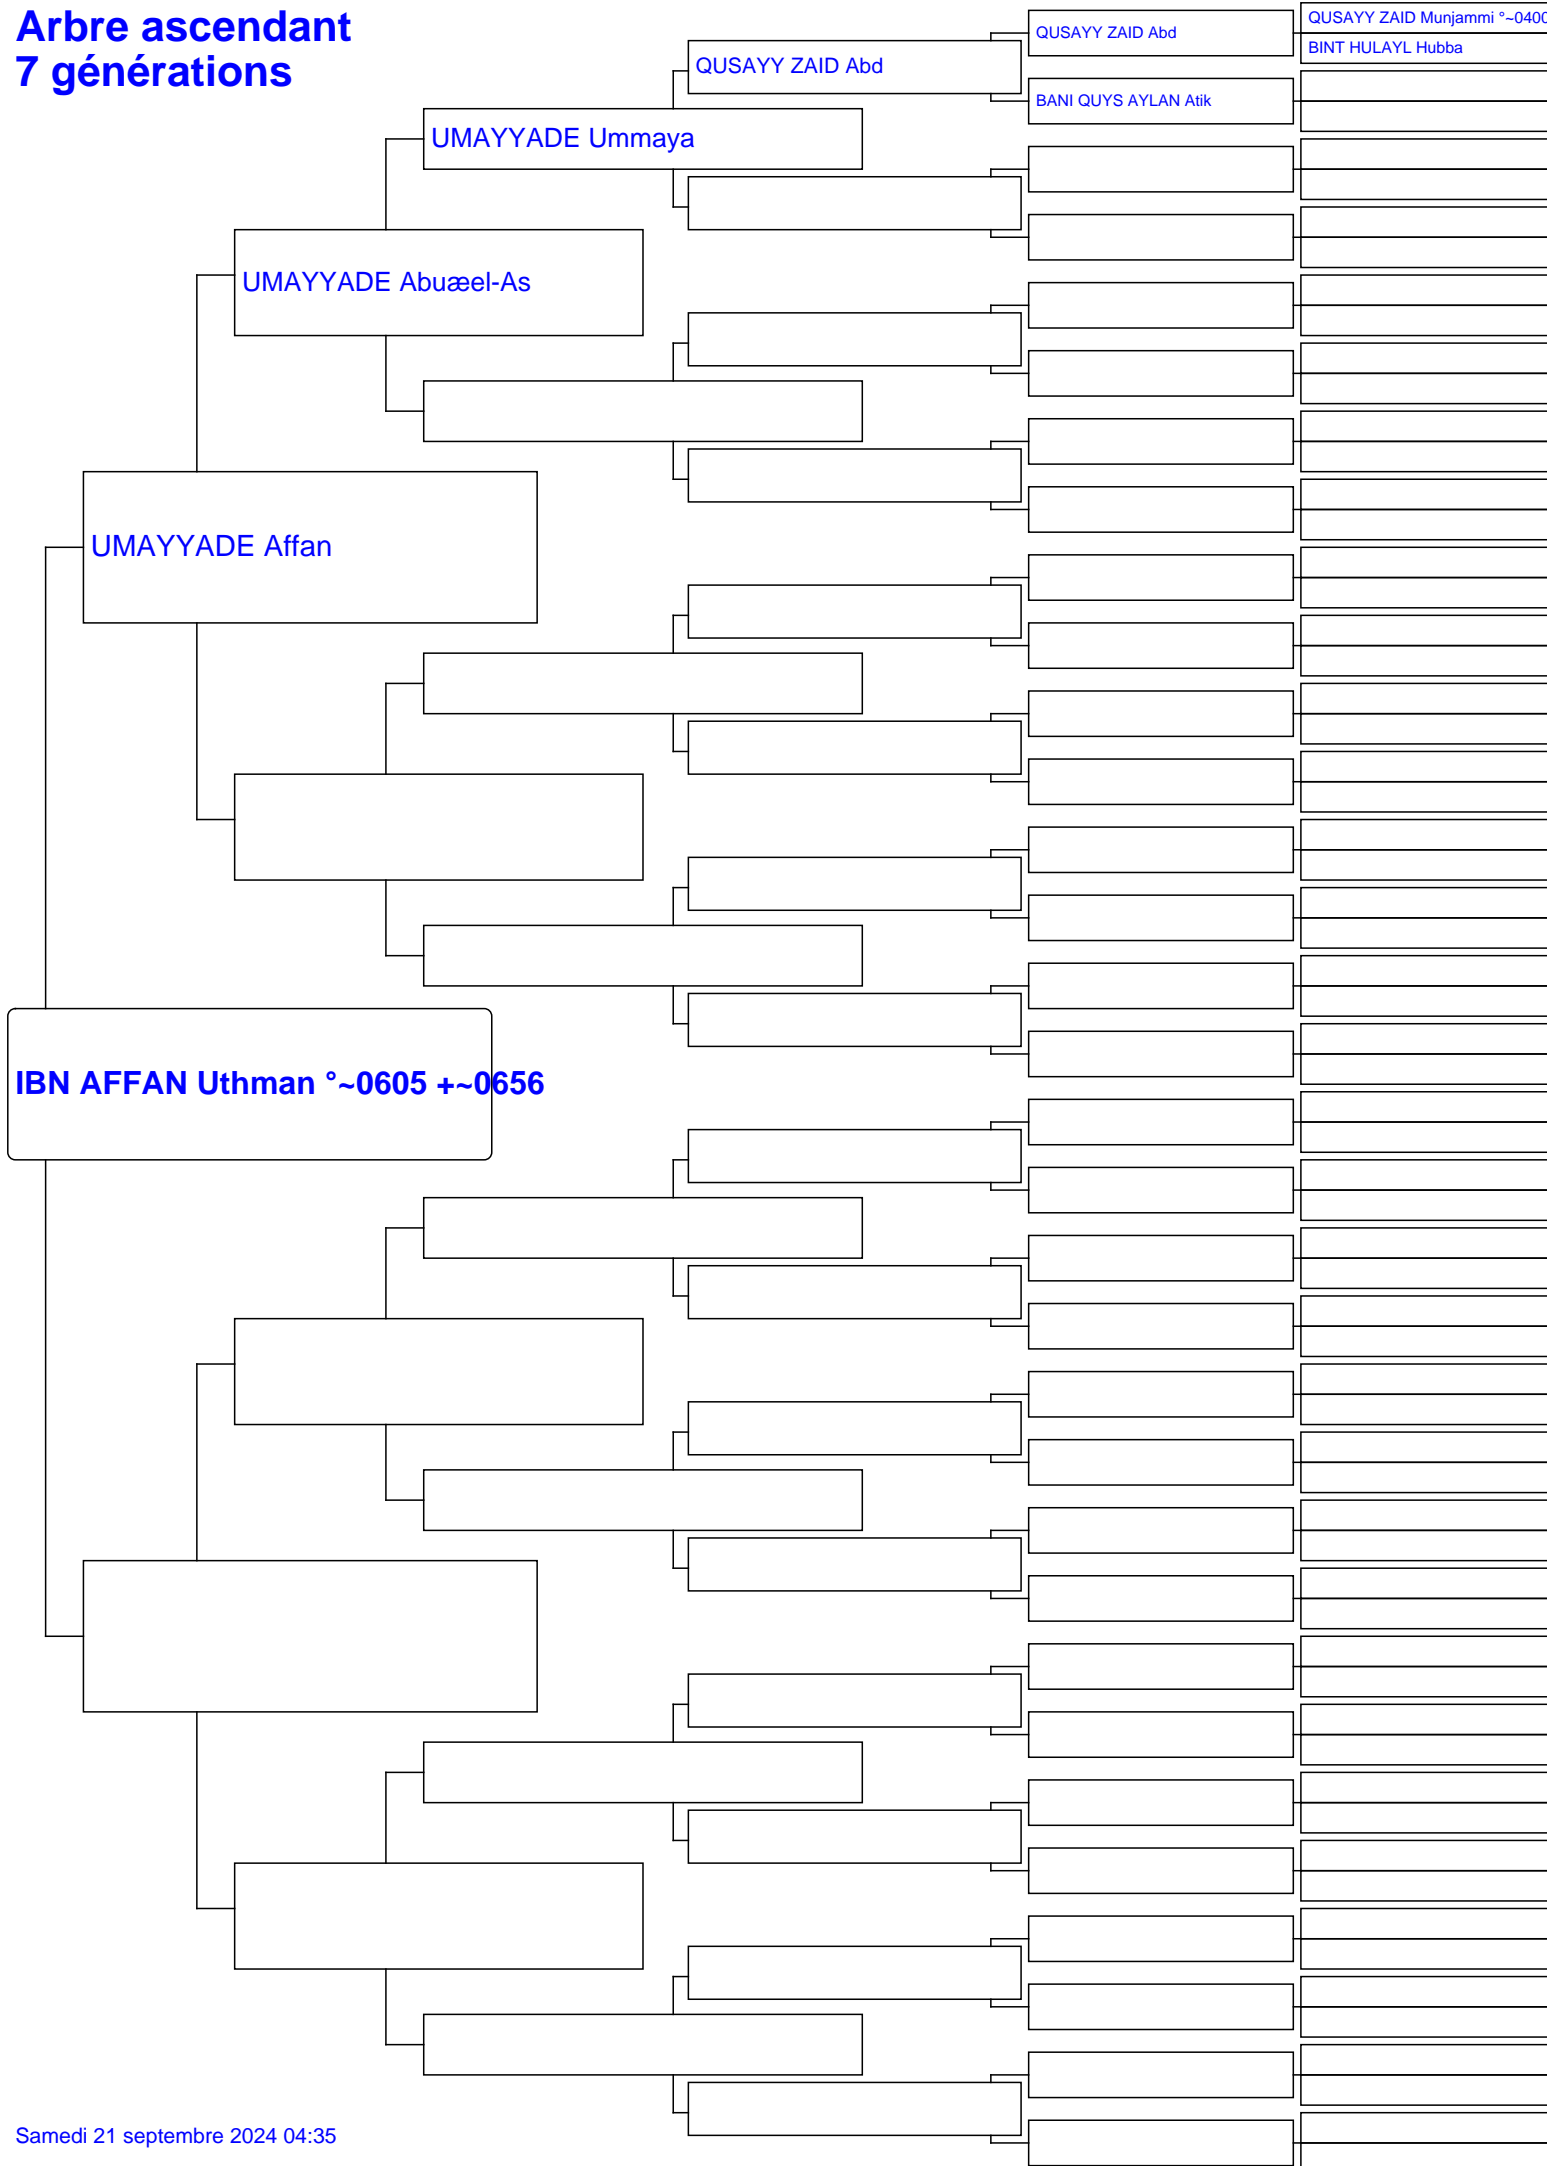 Arbre ascendant
7 générations
QUSAYY ZAID Munjammi °~0400
QUSAYY ZAID Abd
BINT HULAYL Hubba
QUSAYY ZAID Abd
BANI QUYS AYLAN Atik
UMAYYADE Ummaya
UMAYYADE Abuæel-As
UMAYYADE Affan
IBN AFFAN Uthman °~0605 +~0656
Samedi 21 septembre 2024 04:35